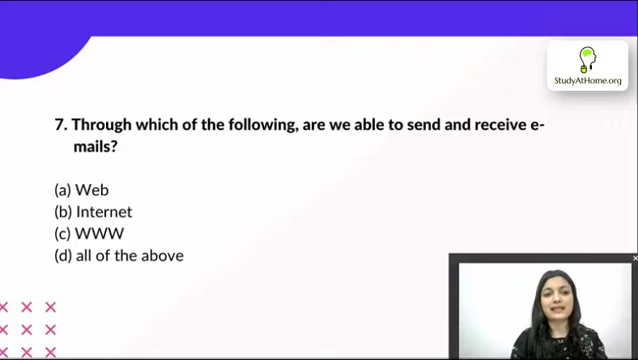 StudyAtHome.org
7. Through which of the following, are we able to send and receive e-
mails?
(a) Web
(b) Internet
(c) WWW
(d) all of the above